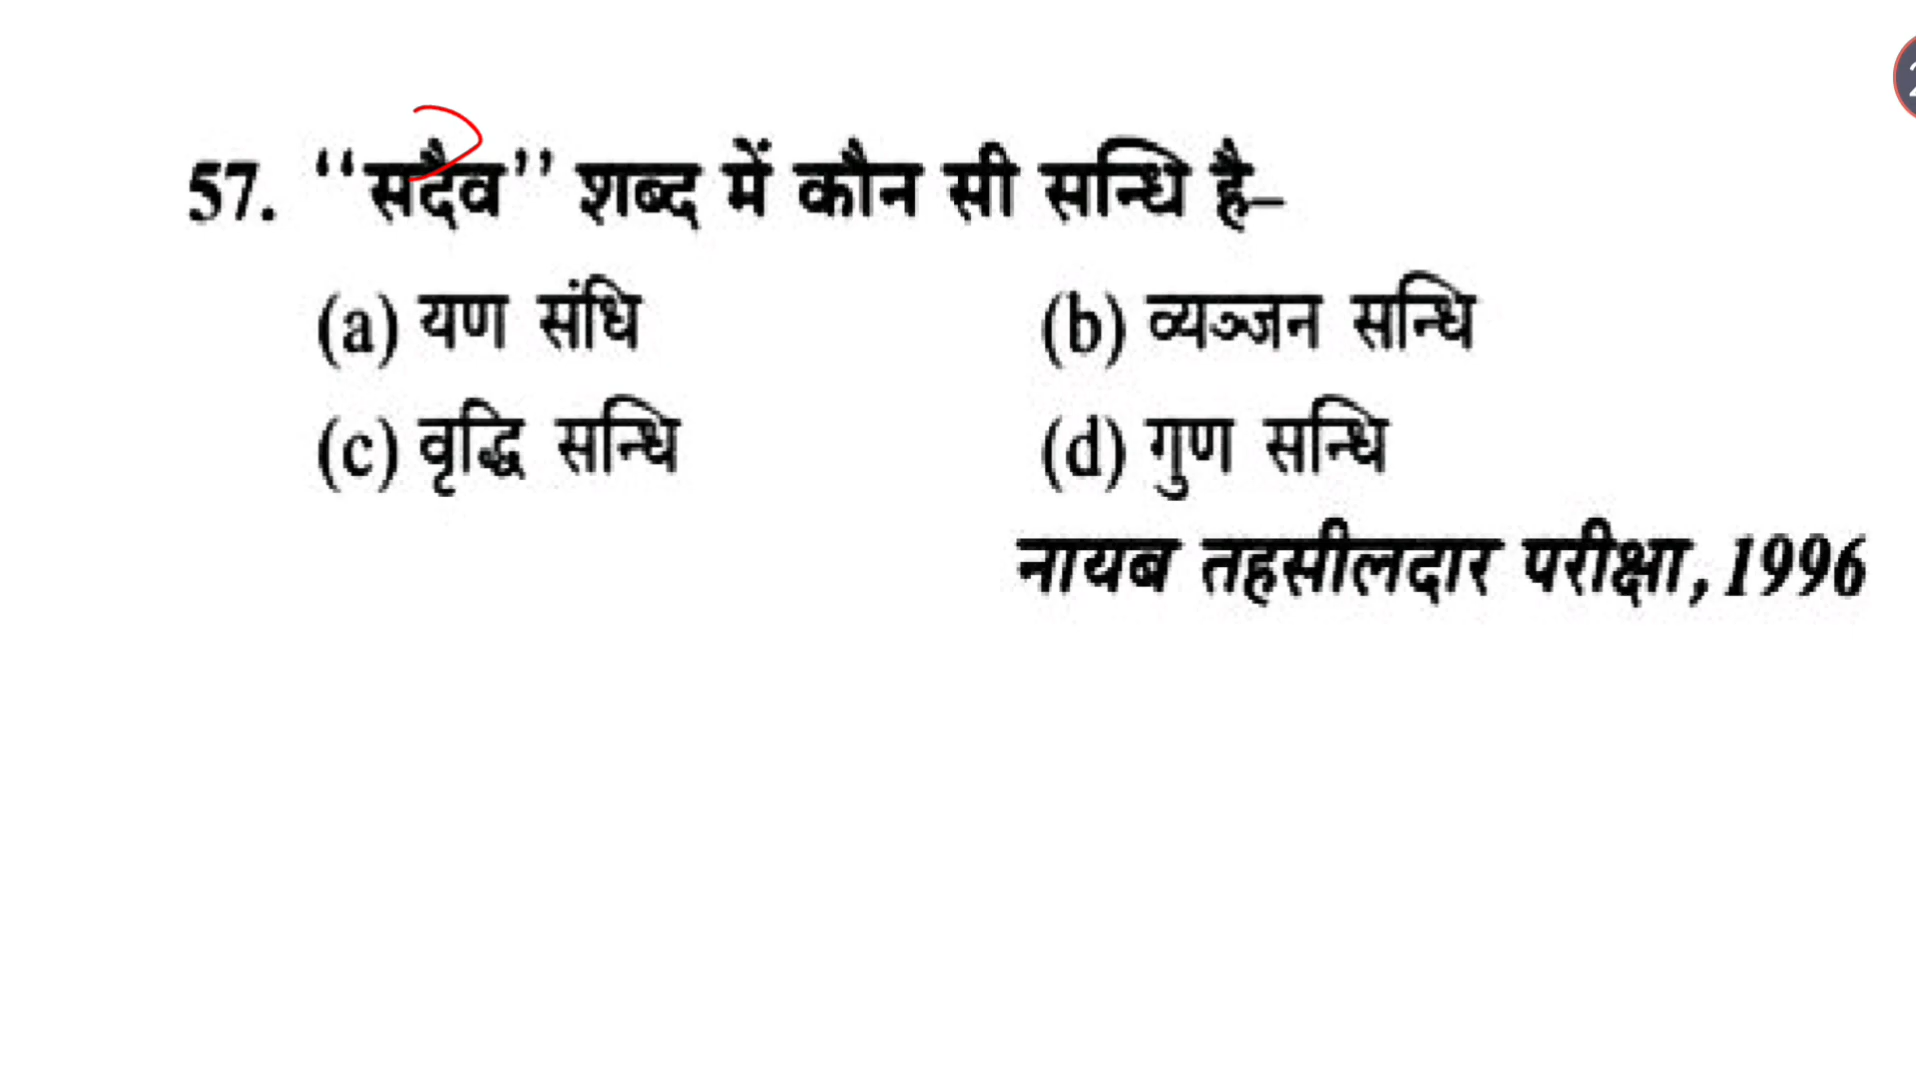 57. ‘‘सदैव’’ शब्द में कौन सी सन्धि है–
(a) यण संधि (b) व्यञ्जन सन्धि
(c) वृद्धि सन्धि (d) गुण सन्धि
नायब तहसीलदार परीक्षा, 1996